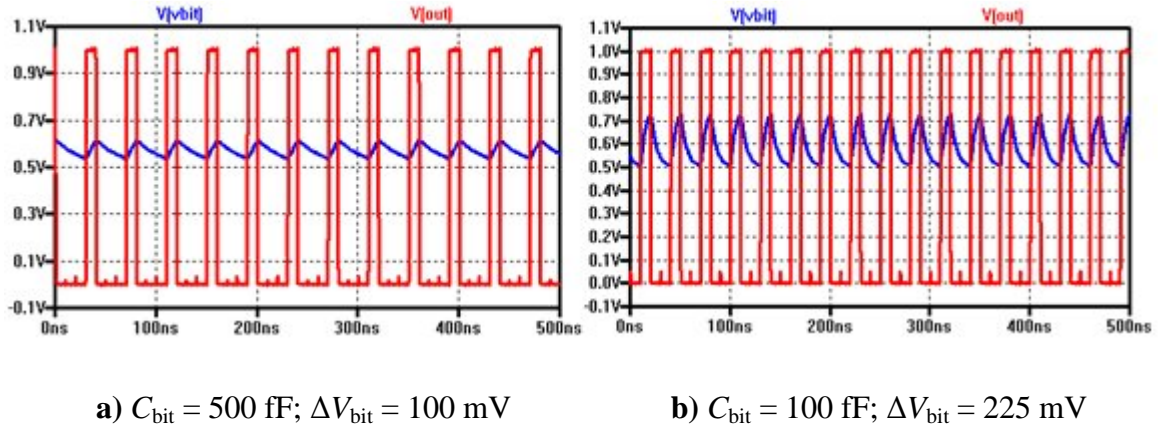 V[vbit] V[out]
1.1V
0.9V
0.7V
0.5V
0.3V
0.1V
-0.1V
0ns 100ns 200ns 300ns 400ns 500ns
V[vbit] V[out]
1.1V
1.0V
0.9V
0.8V
0.7V
0.6V
0.5V
0.4V
0.3V
0.2V
0.1V
0.0V
-0.1V
0ns 100ns 200ns 300ns 400ns 500ns
a) Cbit = 500 fF; ΔVbit = 100 mV
b) Cbit = 100 fF; ΔVbit = 225 mV